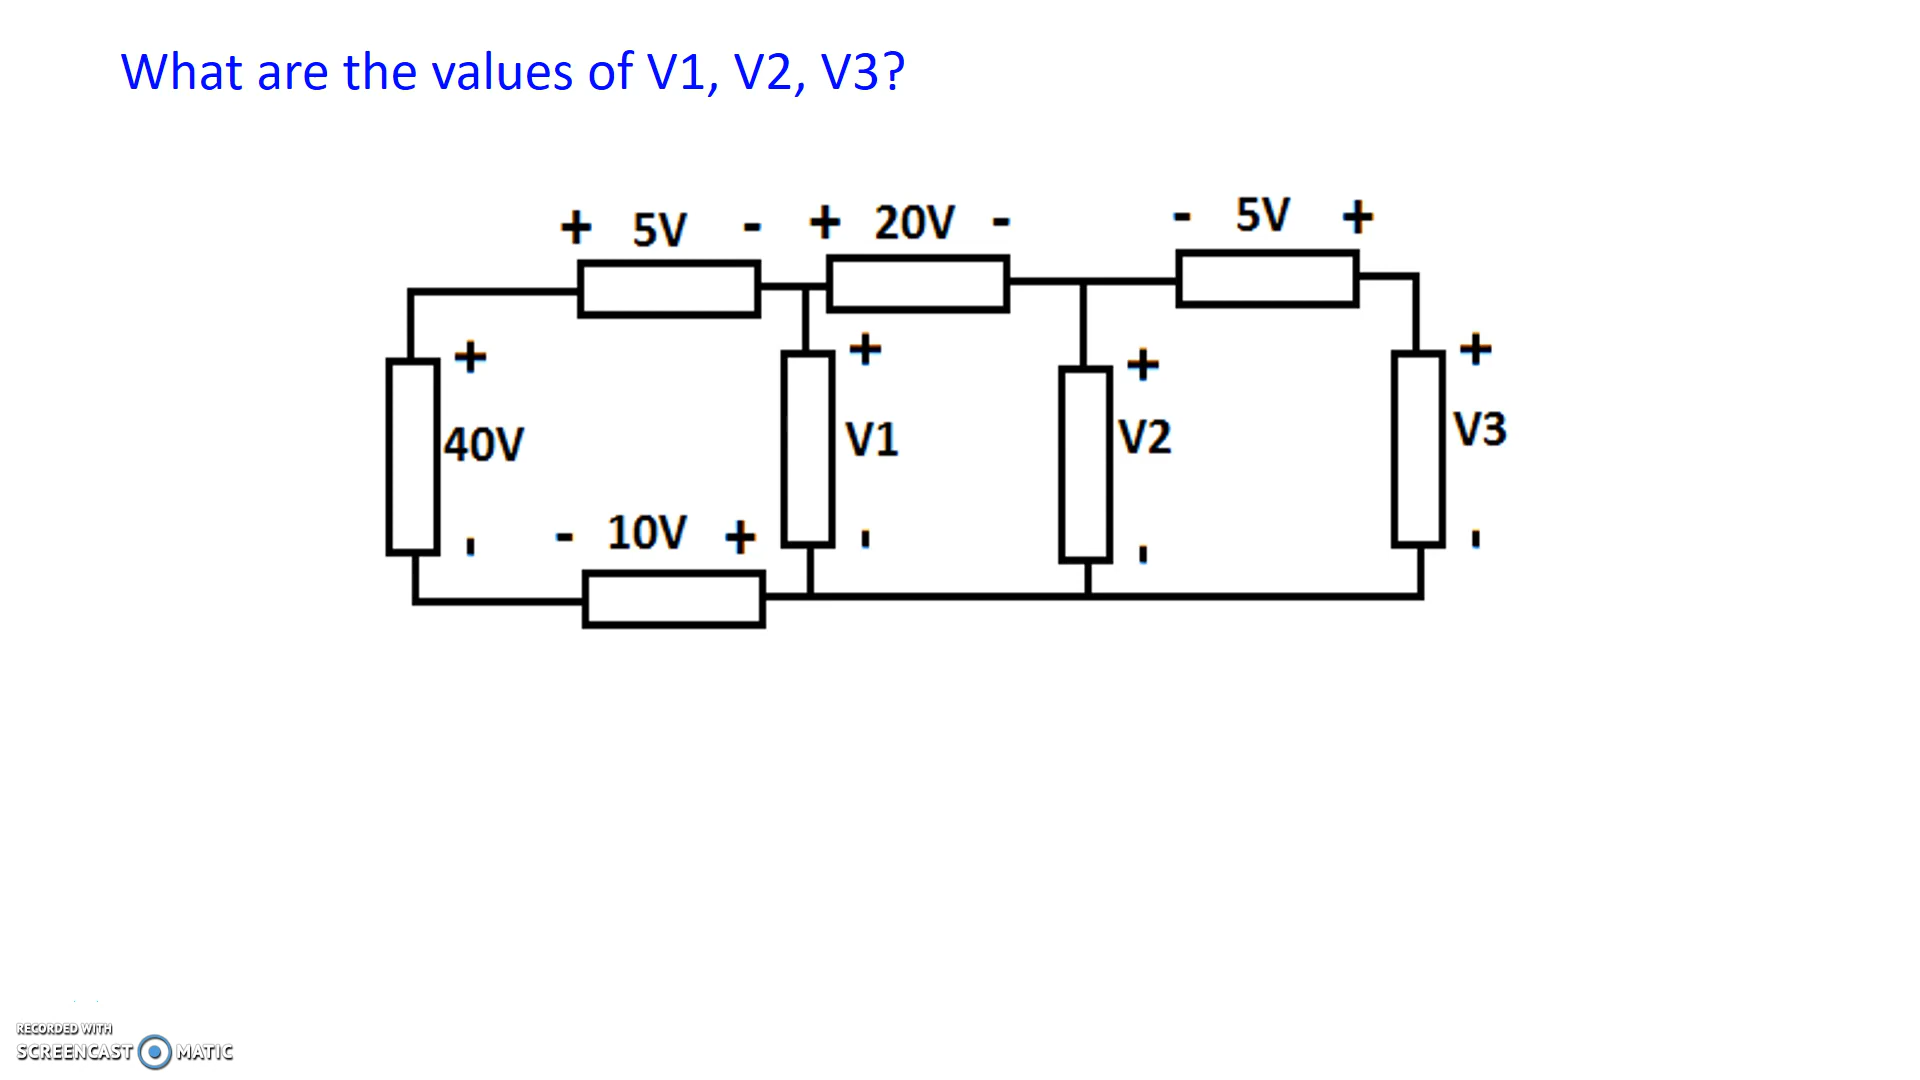 What are the values of V1, V2, V3?
+ 5V - + 20V - - 5V +
+ + + +
40V V1 V2 V3
- 10V +
- - - -
RECORDED WITH
SCREENCAST MATIC